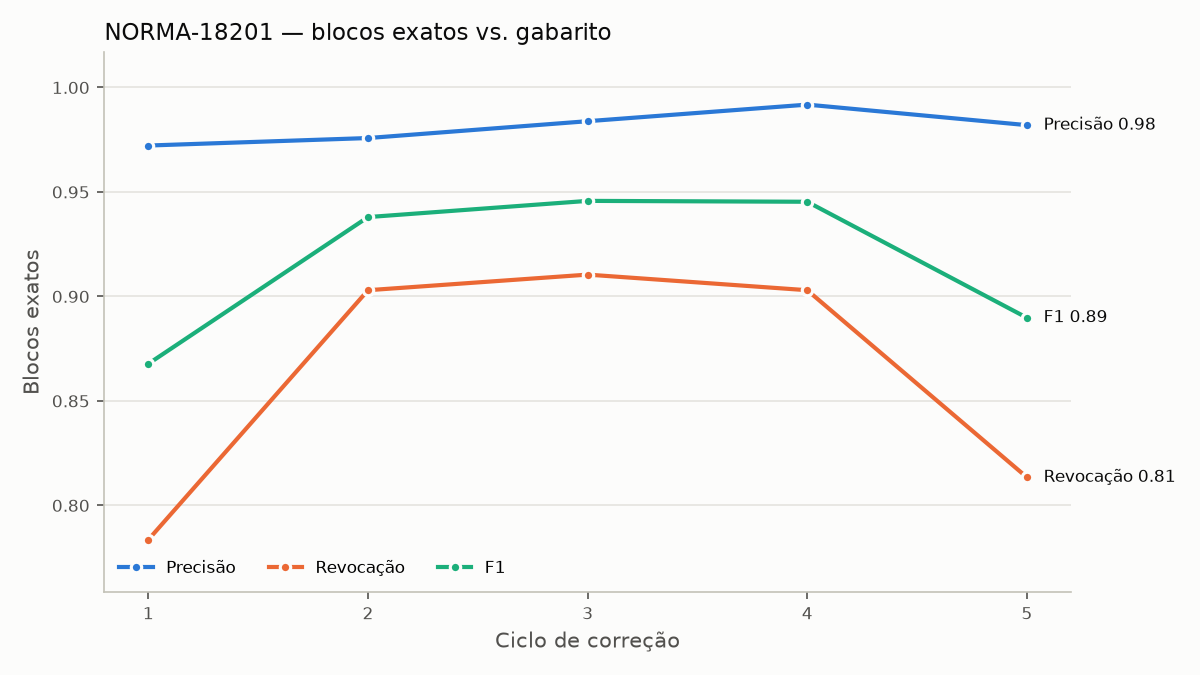 NORMA-18201 — blocos exatos vs. gabarito
Blocos exatos
1.00
0.95
0.90
0.85
0.80
Precisão 0.98
F1 0.89
Revocação 0.81
Precisão
Revocação
F1
1
2
3
4
5
Ciclo de correção